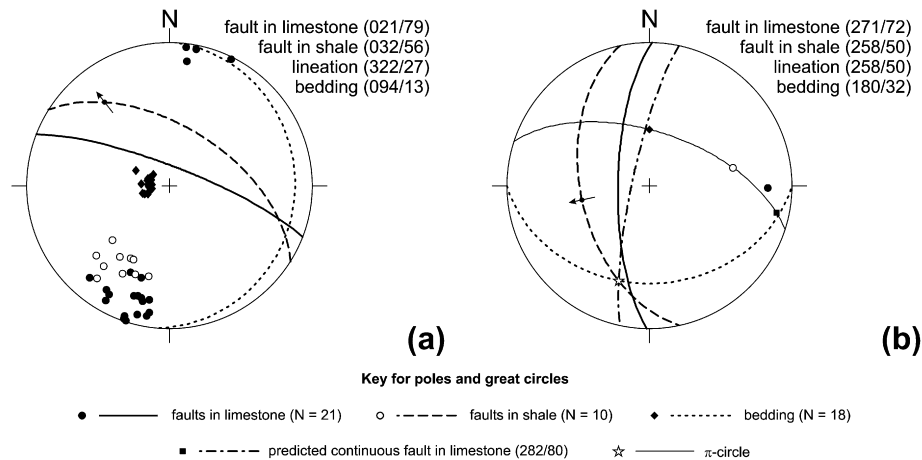 N
fault in limestone (021/79)
fault in shale (032/56)
lineation (322/27)
bedding (094/13)
(a)
N
fault in limestone (271/72)
fault in shale (258/50)
lineation (258/50)
bedding (180/32)
(b)
Key for poles and great circles
faults in limestone (N = 21)
faults in shale (N = 10)
bedding (N = 18)
predicted continuous fault in limestone (282/80)
π-circle